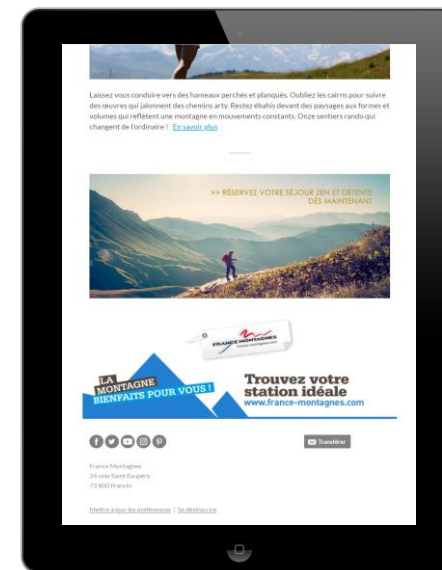 Laissez vous conduire vers des hameaux perchés et planqués. Oubliez les cairns pour suivre
des œuvres qui jalonnent des chemins arty. Restez ébahis devant des paysages aux formes et
volumes qui reflètent une montagne en mouvements constants. Onze sentiers rando qui
changent de l'ordinaire ! En savoir plus
>> RÉSERVEZ VOTRE SÉJOUR ZEN ET DÉTENTE
DÈS MAINTENANT
FRANCE MONTAGNES
france-montagnes.com
LA
MONTAGNE
BIENFAITS POUR VOUS !
Trouvez votre
station idéale
www.france-montagnes.com
Transférer
France Montagnes
24 voie Saint Exupéry
73 800 Francin
Mettre à jour les préférences | Se désinscrire